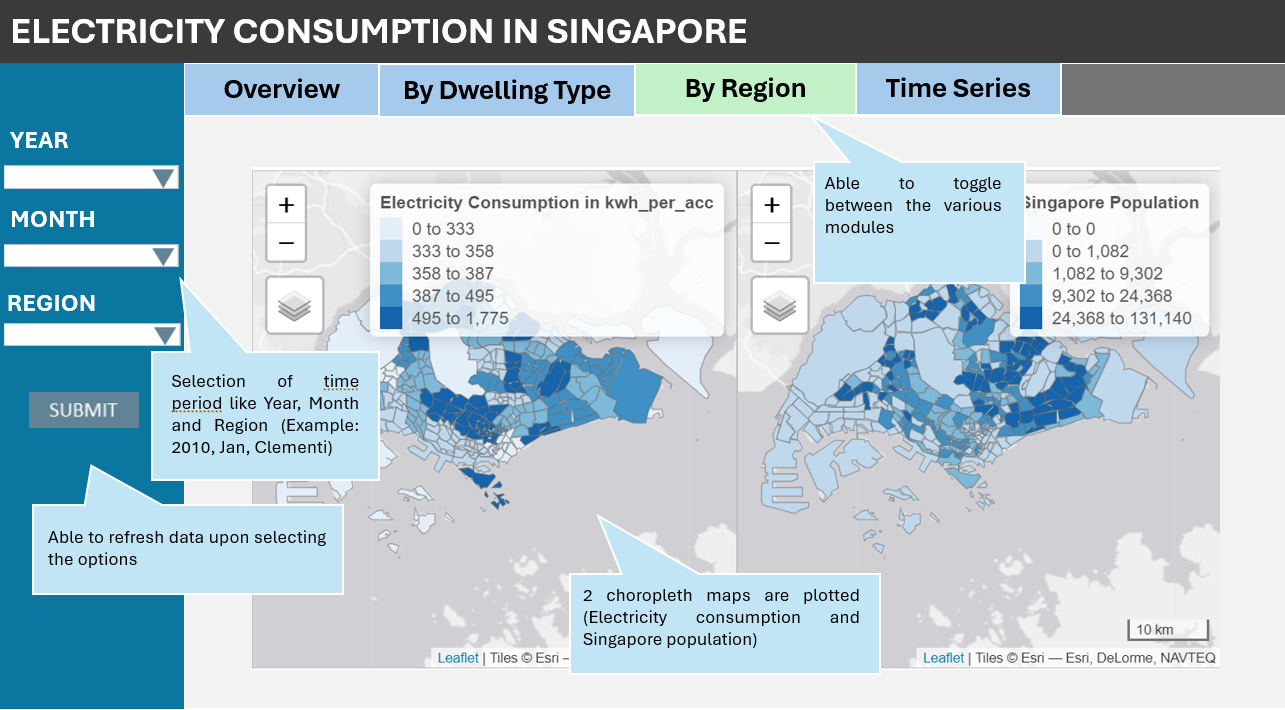 ELECTRICITY CONSUMPTION IN SINGAPORE
Overview
By Dwelling Type
By Region
Time Series
YEAR
MONTH
REGION
SUBMIT
Able to toggle
between the various
modules
Selection of time
period like Year, Month
and Region (Example:
2010, Jan, Clementi)
Able to refresh data upon selecting
the options
+
−
Electricity Consumption in kwh_per_acc
0 to 333
333 to 358
358 to 387
387 to 495
495 to 1,775
+
−
Singapore Population
0 to 0
0 to 1,082
1,082 to 9,302
9,302 to 24,368
24,368 to 131,140
2 choropleth maps are plotted
(Electricity consumption and
Singapore population)
10 km
Leaflet | Tiles © Esri –
Leaflet | Tiles © Esri — Esri, DeLorme, NAVTEQ